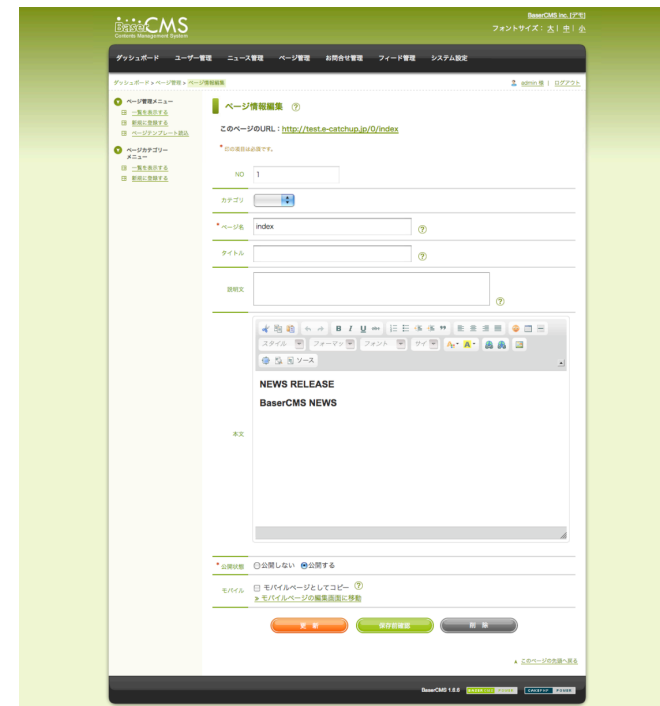 BaserCMS Inc. [デモ]
BaserCMS
Contents Management System
フォントサイズ： 大｜ 中｜ 小
ダッシュボード ユーザー管理 ニュース管理 ページ管理 お問合せ管理 フィード管理 システム設定
ダッシュボード > ページ管理 > ページ情報編集
admin 様 ｜ ログアウト
ページ管理メニュー
一覧を表示する
新規に登録する
ページテンプレート読込
ページカテゴリー
メニュー
一覧を表示する
新規に登録する
ページ情報編集 ?
このページのURL：http://test.e-catchup.jp/0/index
* 印の項目は必須です。
NO 1
カテゴリ
* ページ名 index ?
タイトル ?
説明文 ?
本文
B I U
スタイル フォーマッ フォント サイ
ソース
NEWS RELEASE
BaserCMS NEWS
* 公開状態 公開しない 公開する
モバイル モバイルページとしてコピー ?
≫ モバイルページの編集画面に移動
更 新 保存前確認 削 除
▲ このページの先頭へ戻る
BaserCMS 1.6.6 BASERCMS POWER CAKEPHP POWER